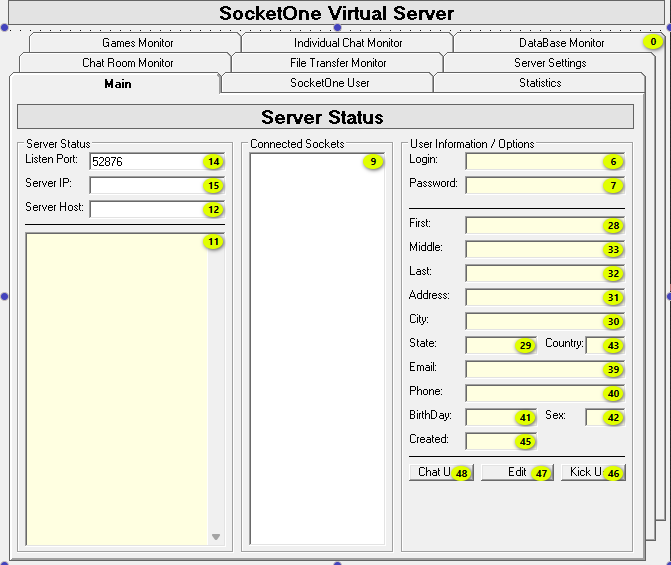 SocketOne Virtual Server
Games Monitor Individual Chat Monitor DataBase Monitor 0
Chat Room Monitor File Transfer Monitor Server Settings
Main SocketOne User Statistics
Server Status
Server Status
Listen Port: 52876 14
Server IP: 15
Server Host: 12
11
Connected Sockets
9
User Information / Options
Login: 6
Password: 7
First: 28
Middle: 33
Last: 32
Address: 31
City: 30
State: 29 Country: 43
Email: 39
Phone: 40
BirthDay: 41 Sex: 42
Created: 45
Chat U 48 Edit 47 Kick U 46